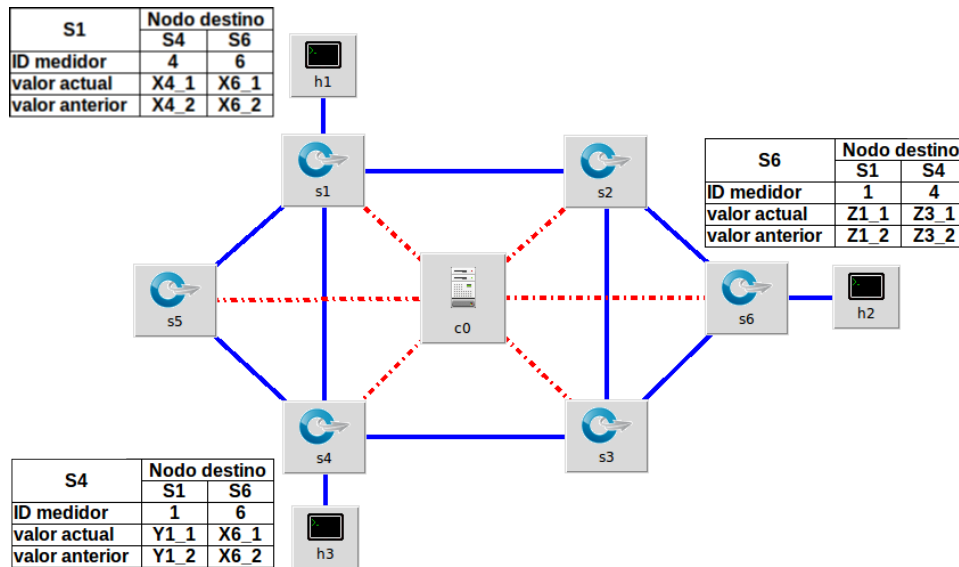 S1 Nodo destino
S4 S6
ID medidor 4 6
valor actual X4_1 X6_1
valor anterior X4_2 X6_2
h1
s1
s2
S6 Nodo destino
S1 S4
ID medidor 1 4
valor actual Z1_1 Z3_1
valor anterior Z1_2 Z3_2
s5
c0
s6
h2
s4
s3
S4 Nodo destino
S1 S6
ID medidor 1 6
valor actual Y1_1 X6_1
valor anterior Y1_2 X6_2
h3